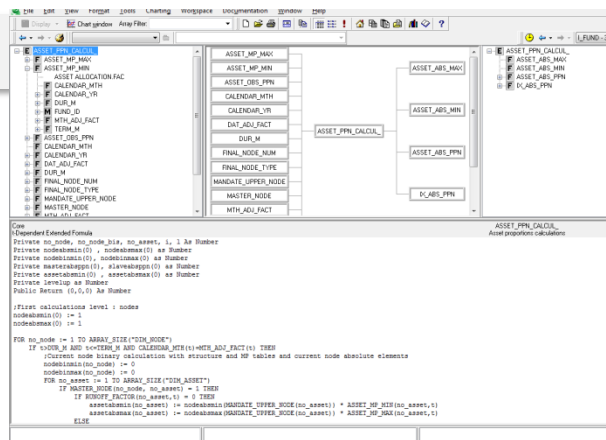 File Edit View Format Tools Charting Workspace Documentation Window Help
Display Chart window Array Filter:
I_FUND -
E ASSET_PPN_CALCUL_
F ASSET_MP_MAX
F ASSET_MP_MIN
ASSET ALLOCATION.FAC
F CALENDAR_MTH
F CALENDAR_YR
F DUR_M
M FUND_ID
F MTH_ADJ_FACT
F TERM_M
F ASSET_OBS_PPN
F CALENDAR_MTH
F CALENDAR_YR
F DAT_ADJ_FACT
F DUR_M
F FINAL_NODE_NUM
F FINAL_NODE_TYPE
F MANDATE_UPPER_NODE
F MASTER_NODE
F MTH_ADJ_FACT
ASSET_MP_MAX
ASSET_MP_MIN
ASSET_OBS_PPN
CALENDAR_MTH
CALENDAR_YR
DAT_ADJ_FACT
DUR_M
FINAL_NODE_NUM
FINAL_NODE_TYPE
MANDATE_UPPER_NODE
MASTER_NODE
MTH_ADJ_FACT
ASSET_PPN_CALCUL_
ASSET_ABS_MAX
ASSET_ABS_MIN
ASSET_ABS_PPN
IX_ABS_PPN
E ASSET_PPN_CALCUL_
F ASSET_ABS_MAX
F ASSET_ABS_MIN
F ASSET_ABS_PPN
F IX_ABS_PPN
Core ASSET_PPN_CALCUL_
t-Dependent Extended Formula Asset proportions calculations
Private no_node, no_node_bis, no_asset, i, l As Number
Private nodeabsmin(0) , nodeabsmax(0) as Number
Private nodebinmin(0), nodebinmax(0) as Number
Private masterabsppn(0), slaveabsppn(0) as Number
Private assetabsmin(0) , assetabsmax(0) as Number
Private levelup as Number
Public Return (0,0,0) As Number
;First calculations level : nodes
nodeabsmin(0) := 1
nodeabsmax(0) := 1
FOR no_node := 1 TO ARRAY_SIZE("DIM_NODE")
IF t>DUR_M AND t<=TERM_M AND CALENDAR_MTH(t)=MTH_ADJ_FACT(t) THEN
;Current node binary calculation with structure and MP tables and current node absolute elements
nodebinmin(no_node) := 0
nodebinmax(no_node) := 0
FOR no_asset := 1 TO ARRAY_SIZE("DIM_ASSET")
IF MASTER_NODE(no_node, no_asset) = 1 THEN
IF RUNOFF_FACTOR(no_asset,t) = 0 THEN
assetabsmin(no_asset) := nodeabsmin(MANDATE_UPPER_NODE(no_asset)) * ASSET_MP_MIN(no_asset,t)
assetabsmax(no_asset) := nodeabsmax(MANDATE_UPPER_NODE(no_asset)) * ASSET_MP_MAX(no_asset,t)
ELSE